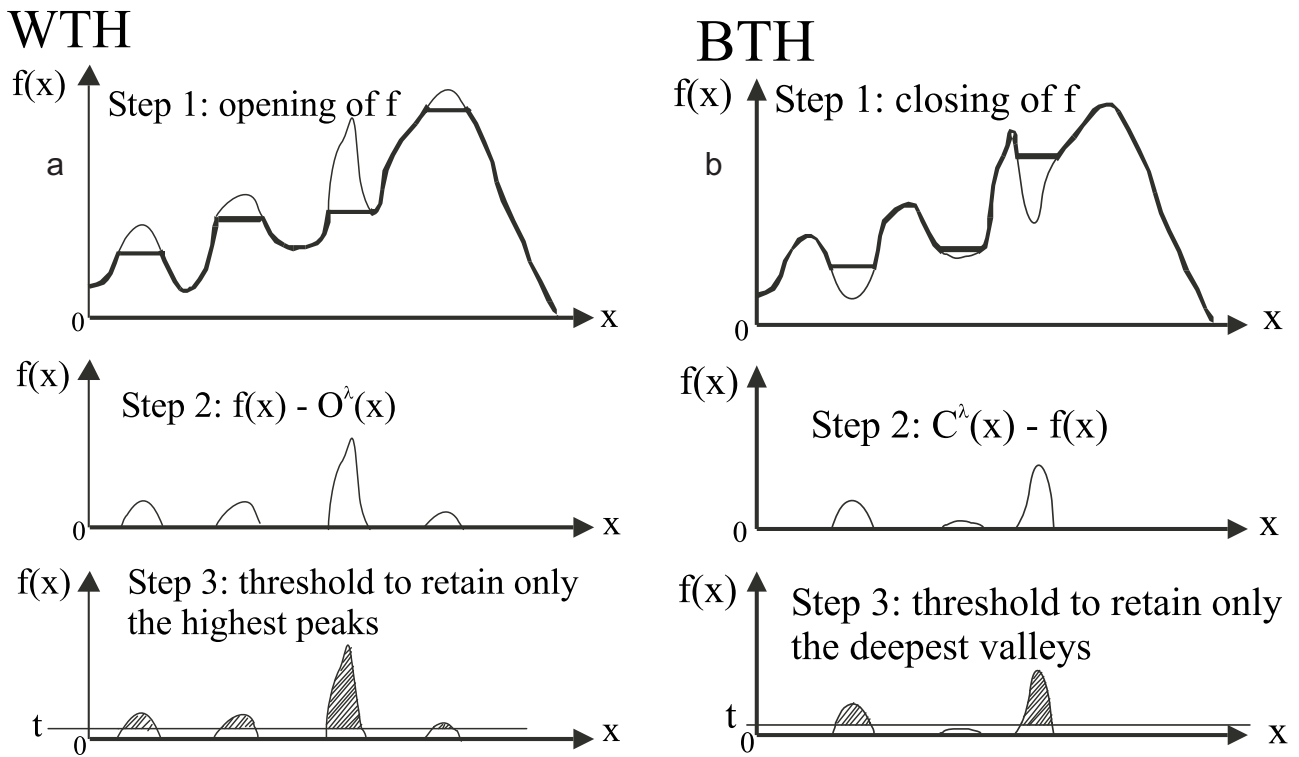 WTH
f(x)
Step 1: opening of f
a
0
x
f(x)
Step 2: f(x) - O^λ(x)
0
x
f(x)
Step 3: threshold to retain only
the highest peaks
t
0
x
BTH
f(x)
Step 1: closing of f
b
0
x
f(x)
Step 2: C^λ(x) - f(x)
0
x
f(x)
Step 3: threshold to retain only
the deepest valleys
t
0
x